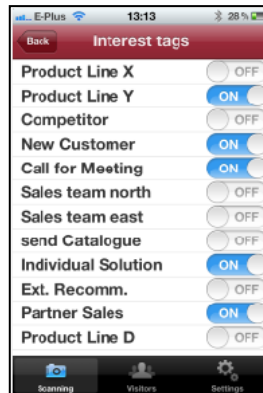 E-Plus 13:13 28 %
Back Interest tags
Product Line X OFF
Product Line Y ON
Competitor OFF
New Customer ON
Call for Meeting ON
Sales team north OFF
Sales team east OFF
send Catalogue OFF
Individual Solution ON
Ext. Recomm. OFF
Partner Sales ON
Product Line D OFF
Scanning Visitors Settings